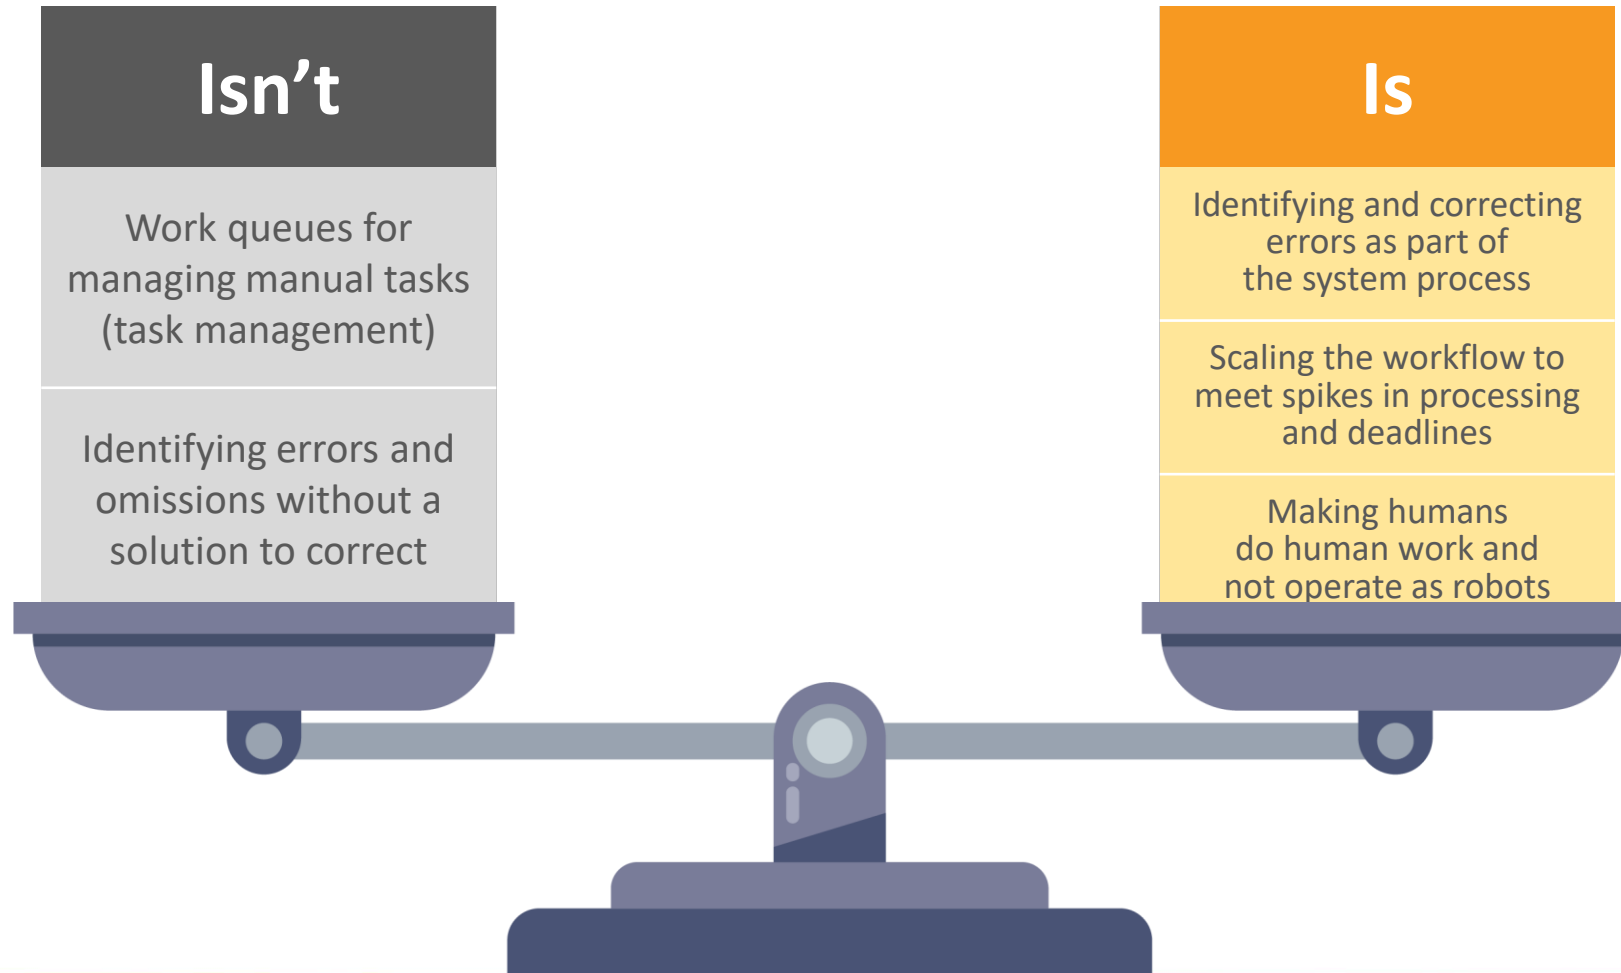 Isn’t
Work queues for
managing manual tasks
(task management)
Identifying errors and
omissions without a
solution to correct
Is
Identifying and correcting
errors as part of
the system process
Scaling the workflow to
meet spikes in processing
and deadlines
Making humans
do human work and
not operate as robots